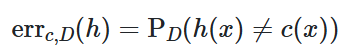 err_{c,D}(h) = P_D(h(x) ≠ c(x))